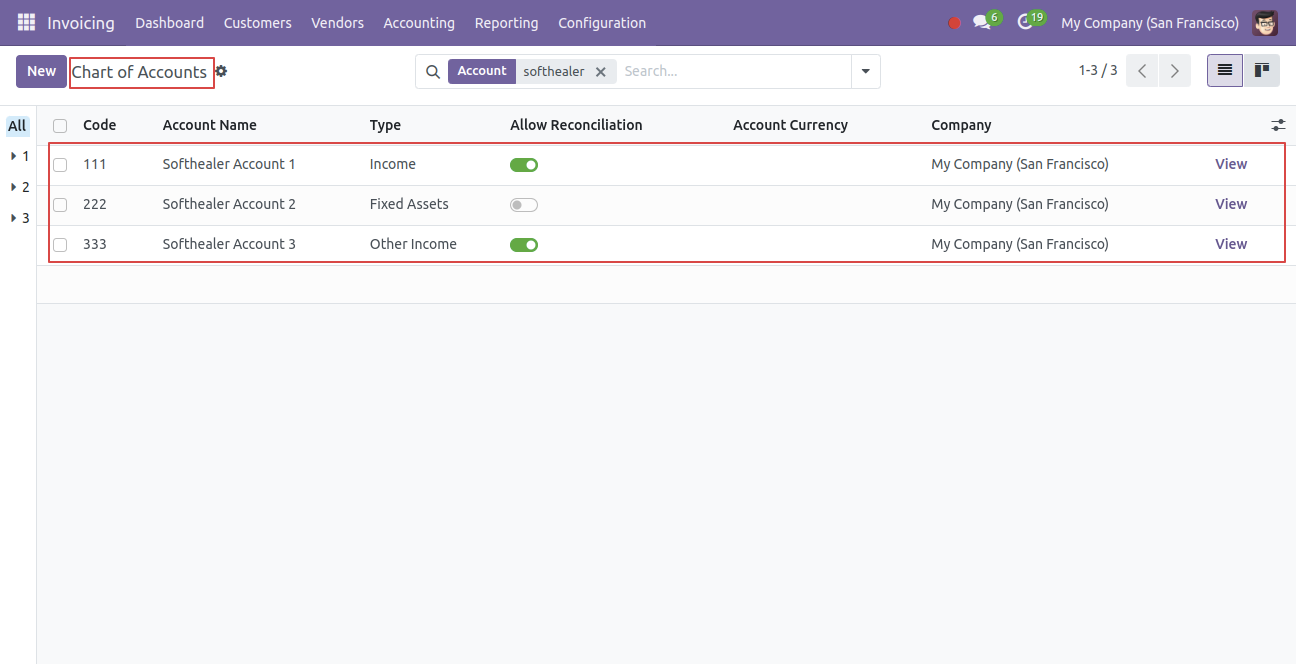 Invoicing Dashboard Customers Vendors Accounting Reporting Configuration 6 19 My Company (San Francisco)
New Chart of Accounts Account softhealer Search... 1-3 / 3
All Code Account Name Type Allow Reconciliation Account Currency Company
1
111 Softhealer Account 1 Income My Company (San Francisco) View
2
222 Softhealer Account 2 Fixed Assets My Company (San Francisco) View
3
333 Softhealer Account 3 Other Income My Company (San Francisco) View